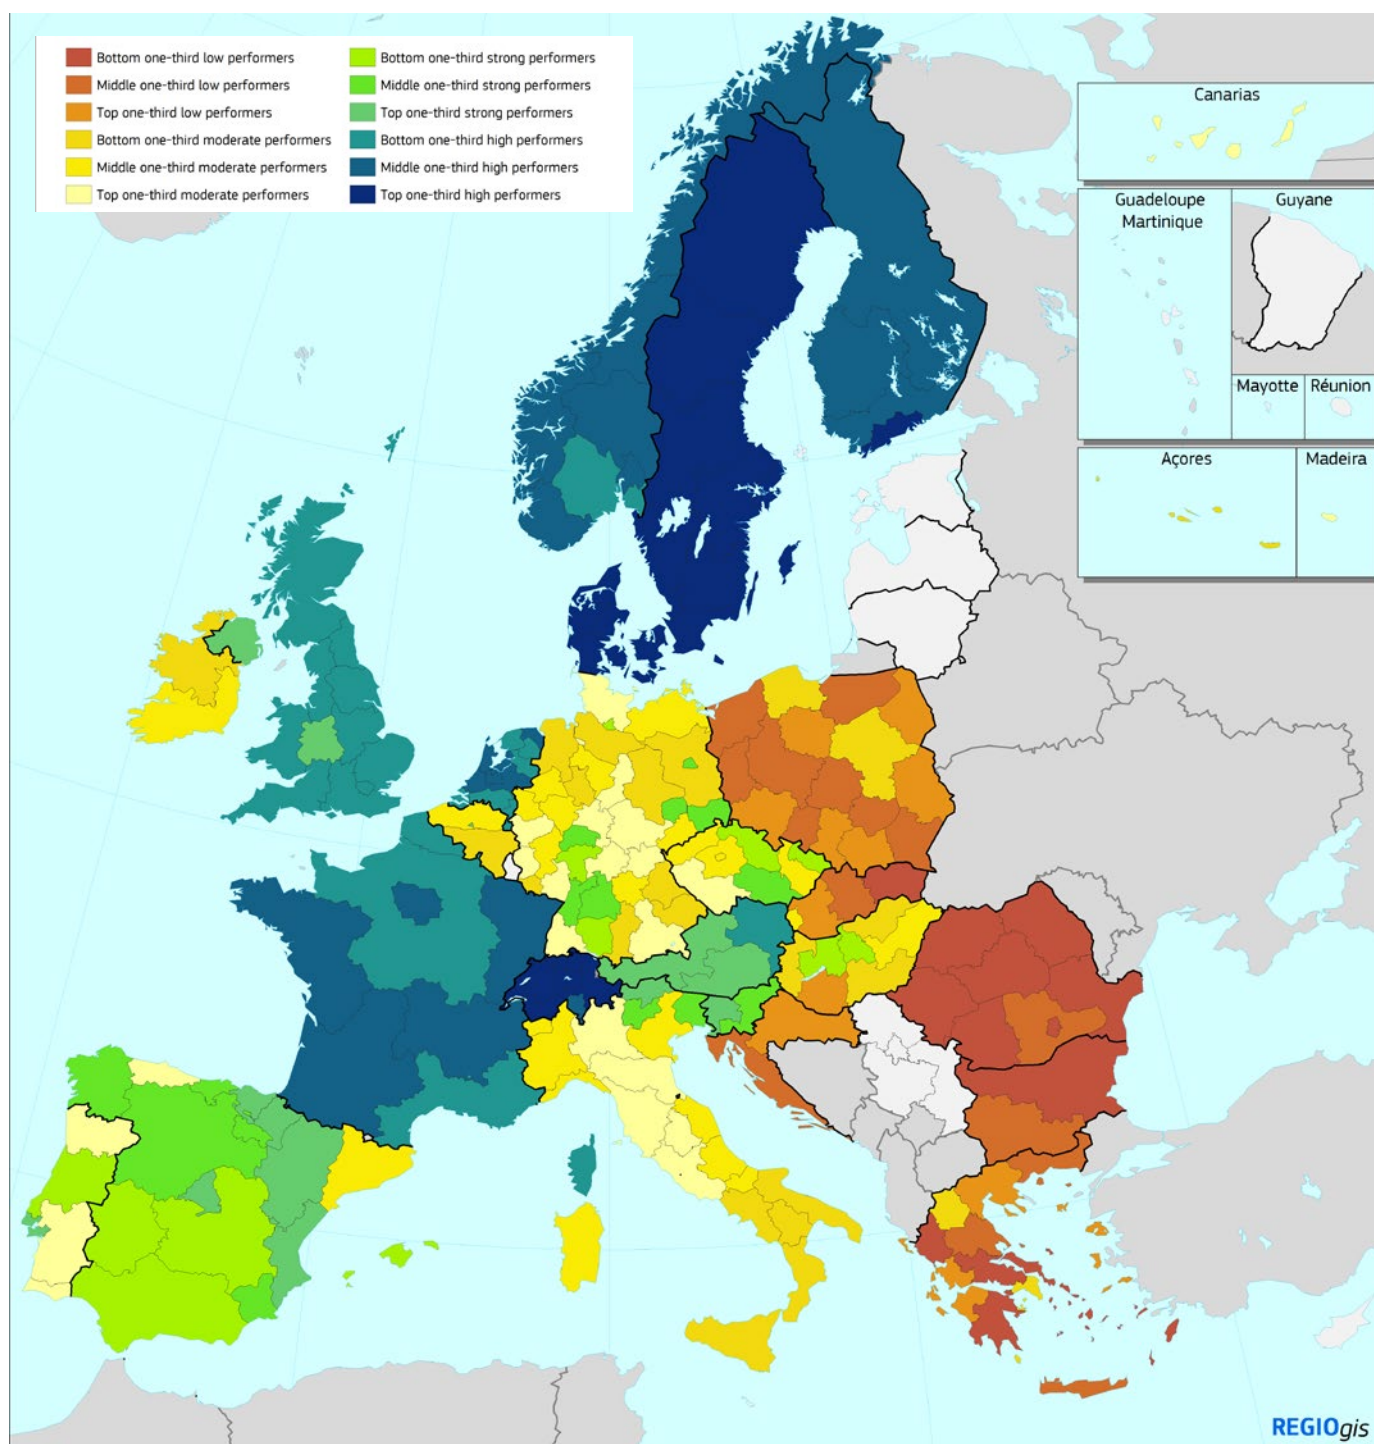 Bottom one-third low performers
Middle one-third low performers
Top one-third low performers
Bottom one-third moderate performers
Middle one-third moderate performers
Top one-third moderate performers
Bottom one-third strong performers
Middle one-third strong performers
Top one-third strong performers
Bottom one-third high performers
Middle one-third high performers
Top one-third high performers
Canarias
Guadeloupe
Martinique
Guyane
Mayotte
Réunion
Açores
Madeira
REGIOgis